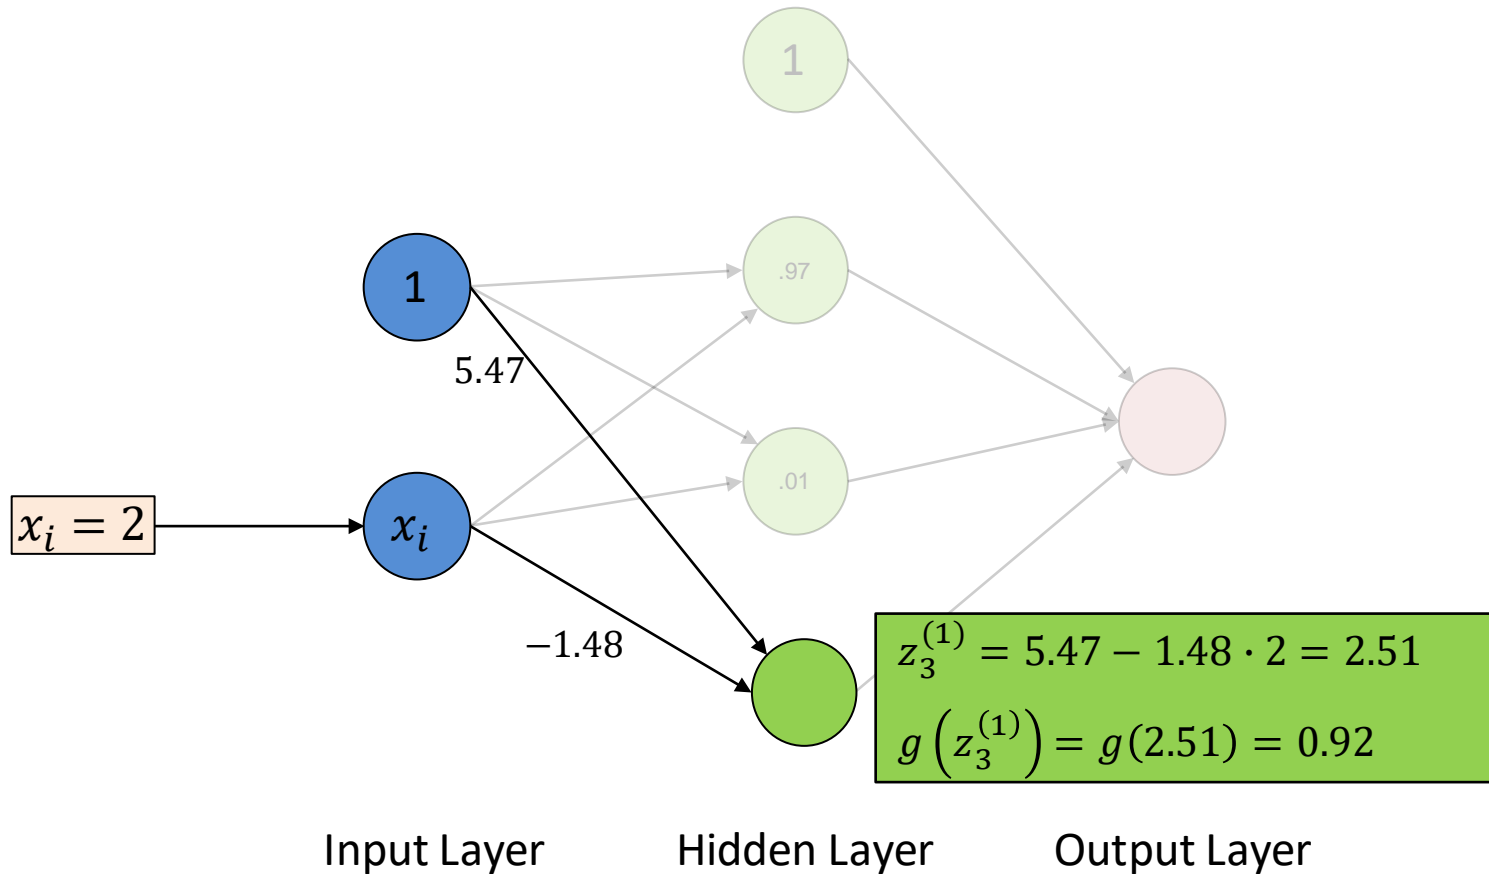 1
.97
1
5.47
.01
x_i = 2
x_i
−1.48
z_3^{(1)} = 5.47 − 1.48 · 2 = 2.51
g(z_3^{(1)}) = g(2.51) = 0.92
Input Layer
Hidden Layer
Output Layer